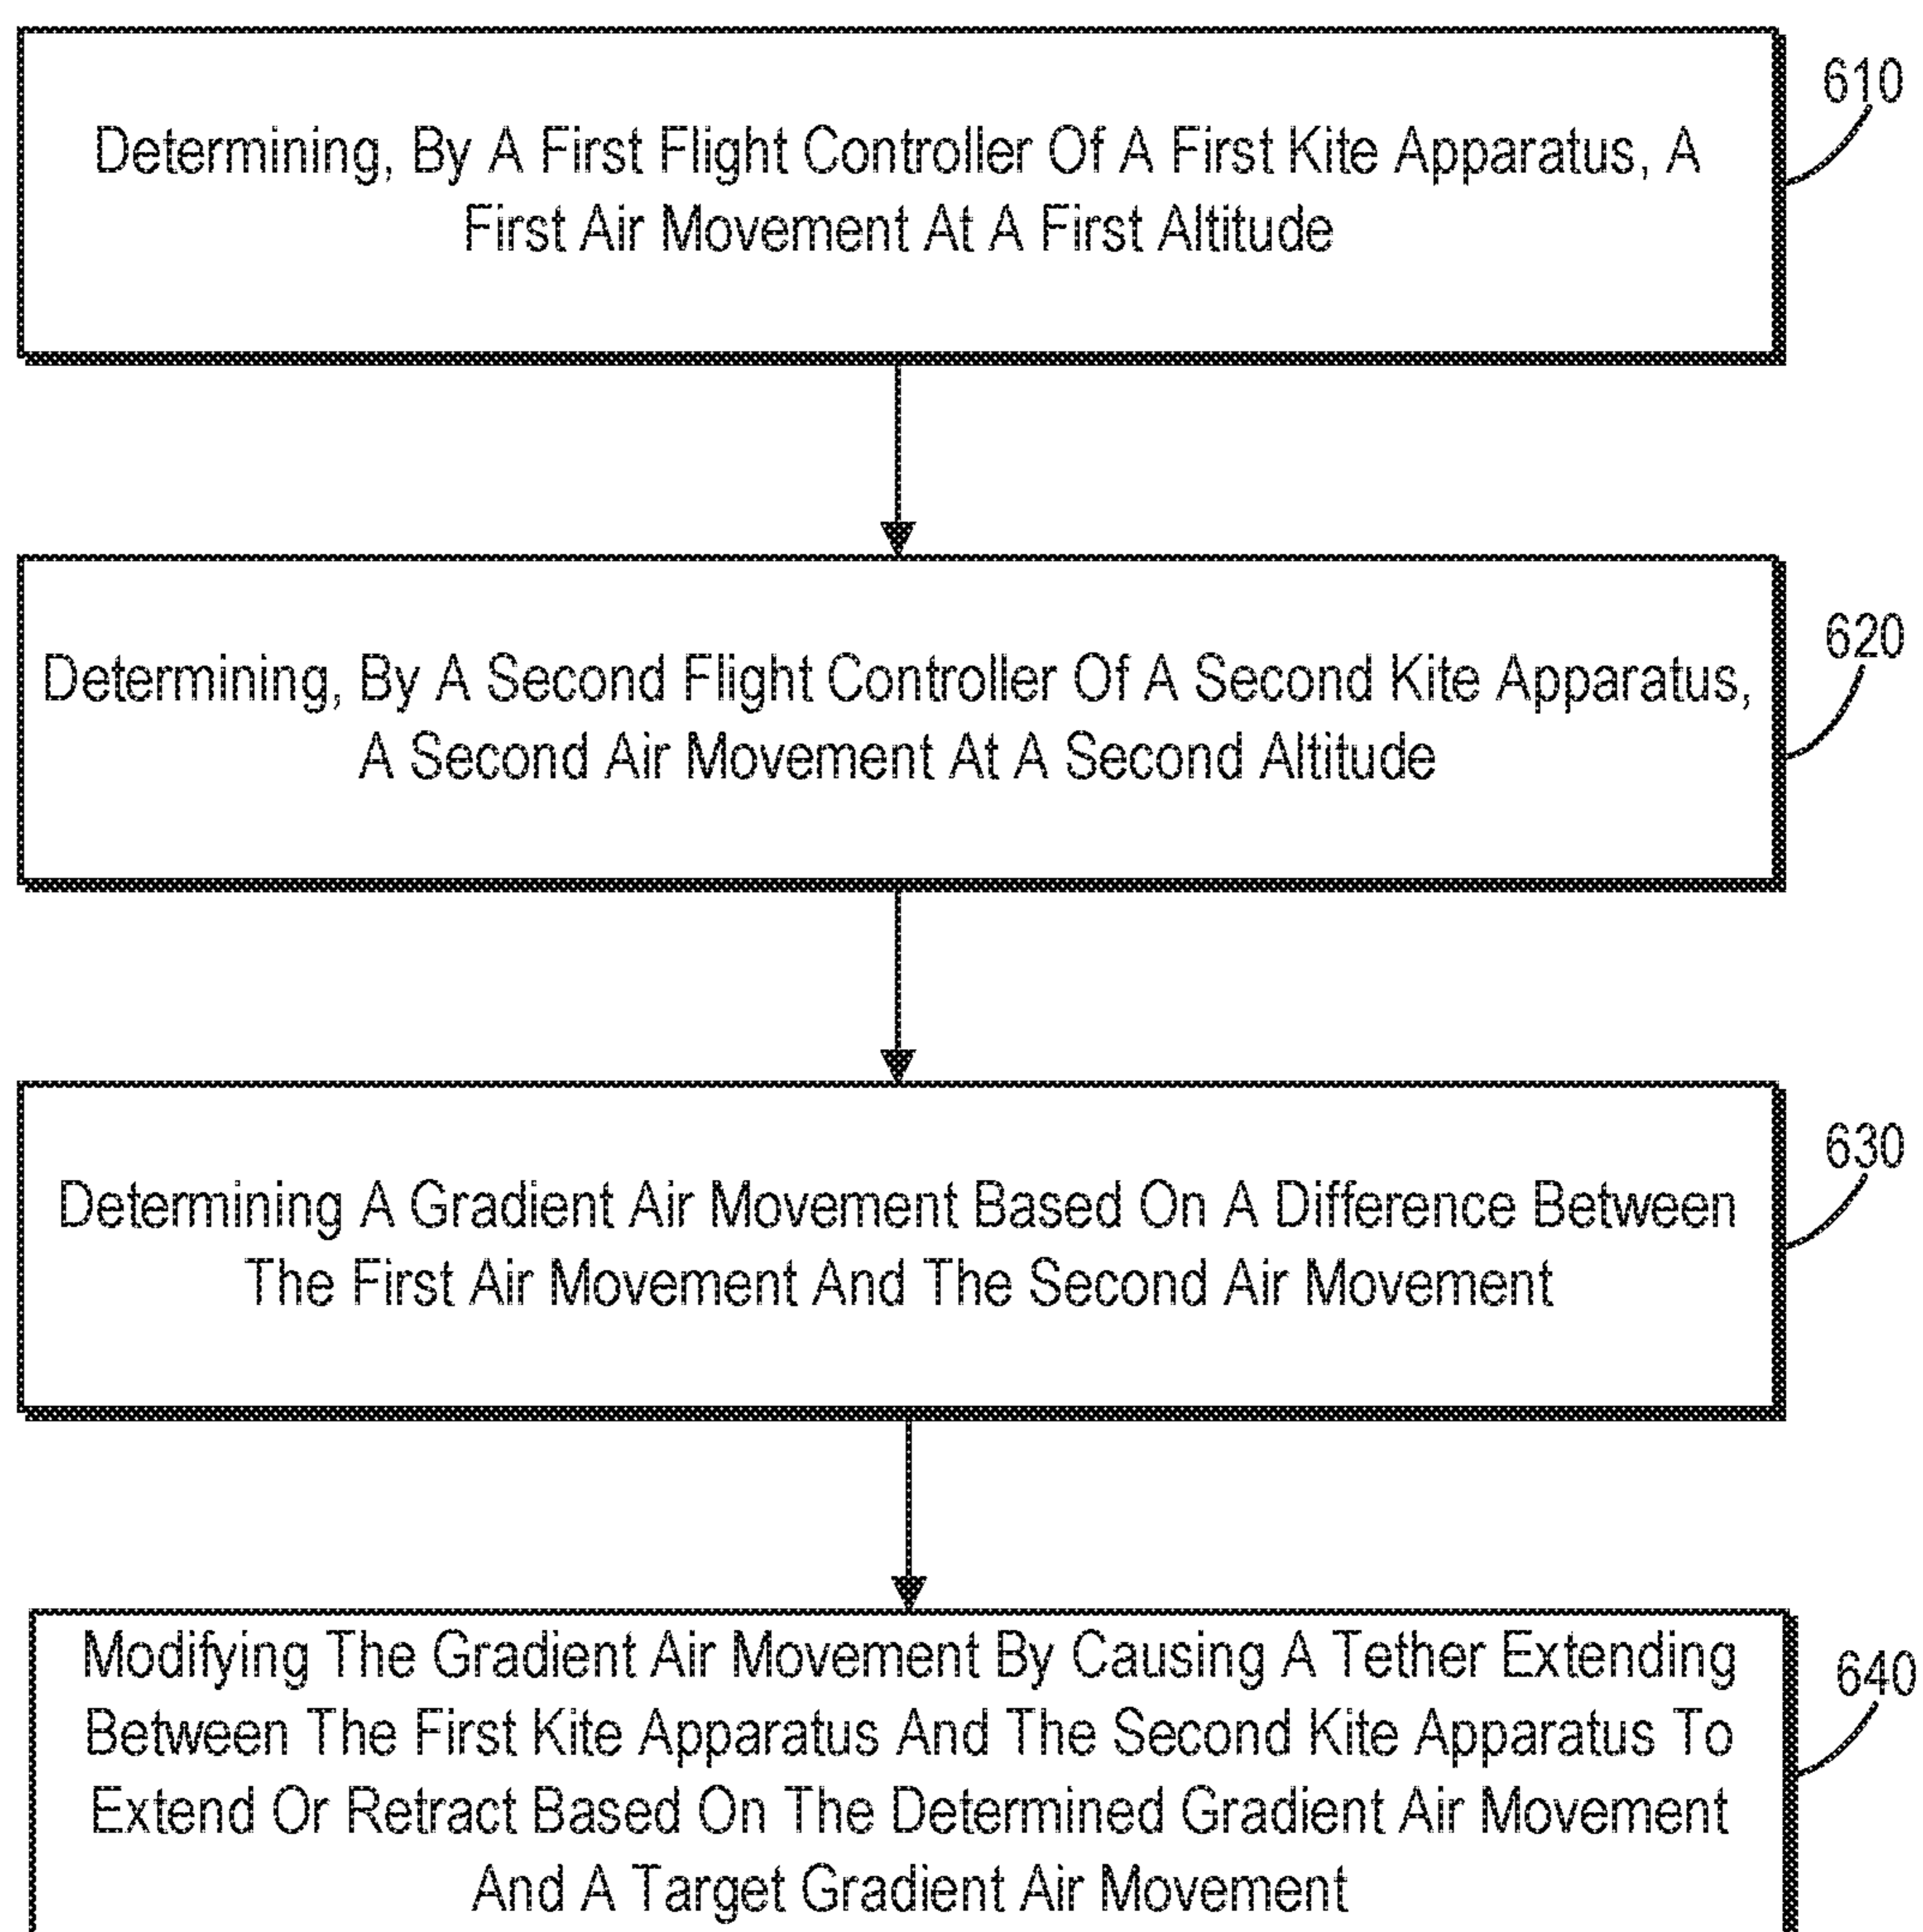 610
Determining, By A First Flight Controller Of A First Kite Apparatus, A
First Air Movement At A First Altitude
620
Determining, By A Second Flight Controller Of A Second Kite Apparatus,
A Second Air Movement At A Second Altitude
630
Determining A Gradient Air Movement Based On A Difference Between
The First Air Movement And The Second Air Movement
640
Modifying The Gradient Air Movement By Causing A Tether Extending
Between The First Kite Apparatus And The Second Kite Apparatus To
Extend Or Retract Based On The Determined Gradient Air Movement
And A Target Gradient Air Movement